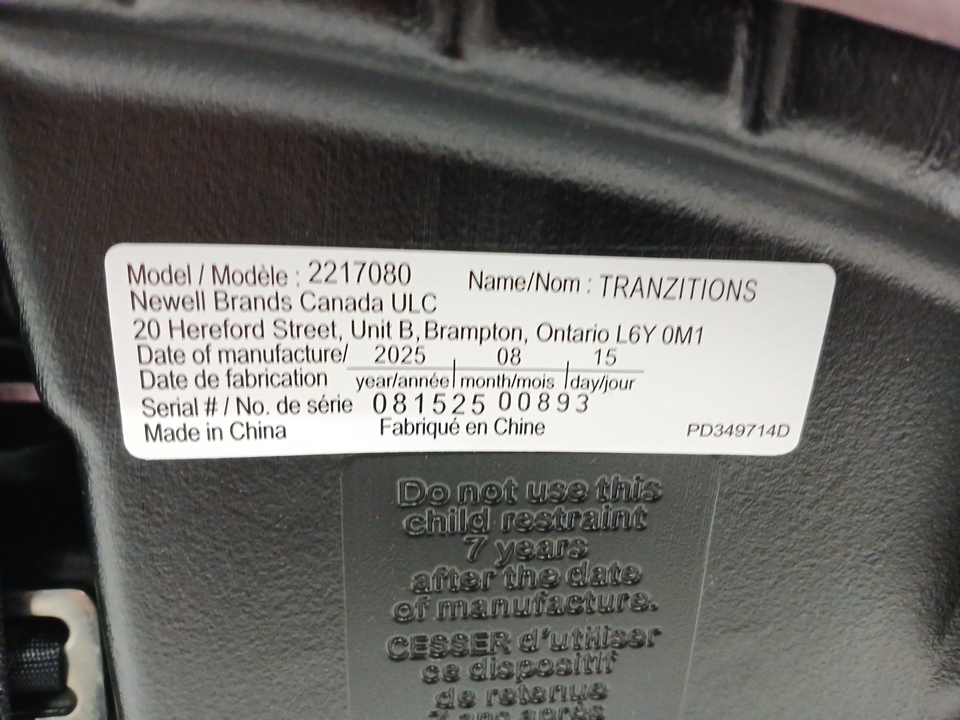 Model / Modèle : 2217080 Name/Nom : TRANZITIONS
Newell Brands Canada ULC
20 Hereford Street, Unit B, Brampton, Ontario L6Y 0M1
Date of manufacture/ 2025 08 15
Date de fabrication year/année month/mois day/jour
Serial # / No. de série 081525 00893
Made in China Fabriqué en Chine PD349714D
Do not use this
child restraint
7 years
after the date
of manufacture.
CESSER d'utiliser
ce dispositif
de retenue
7 ans après